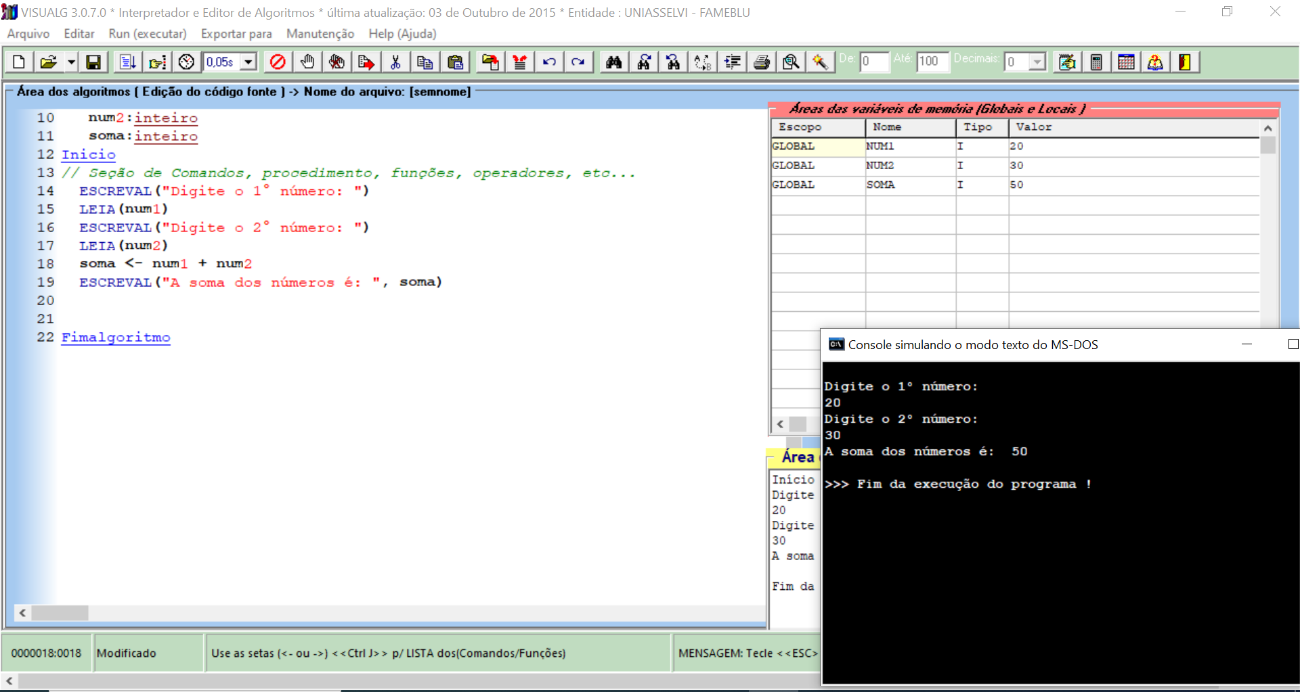 VISUALG 3.0.7.0 * Interpretador e Editor de Algoritmos * última atualização: 03 de Outubro de 2015 * Entidade : UNIASSELVI - FAMEBLU
Arquivo Editar Run (executar) Exportar para Manutenção Help (Ajuda)
0,05s De: 0 Até: 100 Decimais: 0
Área dos algoritmos ( Edição do código fonte ) -> Nome do arquivo: [semnome]
10 num2:inteiro
11 soma:inteiro
12 Inicio
13 // Seção de Comandos, procedimento, funções, operadores, etc...
14 ESCREVAL("Digite o 1° número: ")
15 LEIA(num1)
16 ESCREVAL("Digite o 2° número: ")
17 LEIA(num2)
18 soma <- num1 + num2
19 ESCREVAL("A soma dos números é: ", soma)
20
21
22 Fimalgoritmo
Áreas das variáveis de memória (Globais e Locais )
Escopo Nome Tipo Valor
GLOBAL NUM1 I 20
GLOBAL NUM2 I 30
GLOBAL SOMA I 50
Console simulando o modo texto do MS-DOS
Digite o 1° número:
20
Digite o 2° número:
30
A soma dos números é:  50
>>> Fim da execução do programa !
Área
Início
Digite
20
Digite
30
A soma
Fim da
0000018:0018 Modificado Use as setas (<- ou ->) <<Ctrl J>> p/ LISTA dos(Comandos/Funções) MENSAGEM: Tecle <<ESC>